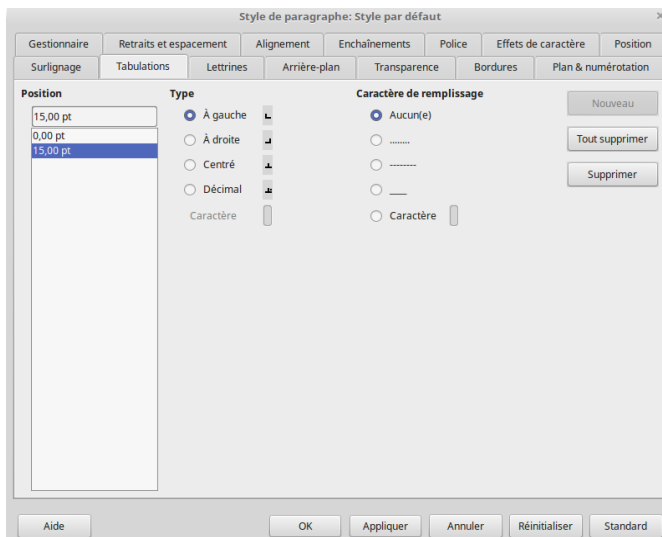 Style de paragraphe: Style par défaut
Gestionnaire Retraits et espacement Alignement Enchaînements Police Effets de caractère Position
Surlignage Tabulations Lettrines Arrière-plan Transparence Bordures Plan & numérotation
Position Type Caractère de remplissage
15,00 pt À gauche Aucun(e) Nouveau
0,00 pt
15,00 pt À droite ........ Tout supprimer
Centré --------
Décimal ____ Supprimer
Caractère Caractère
Aide OK Appliquer Annuler Réinitialiser Standard